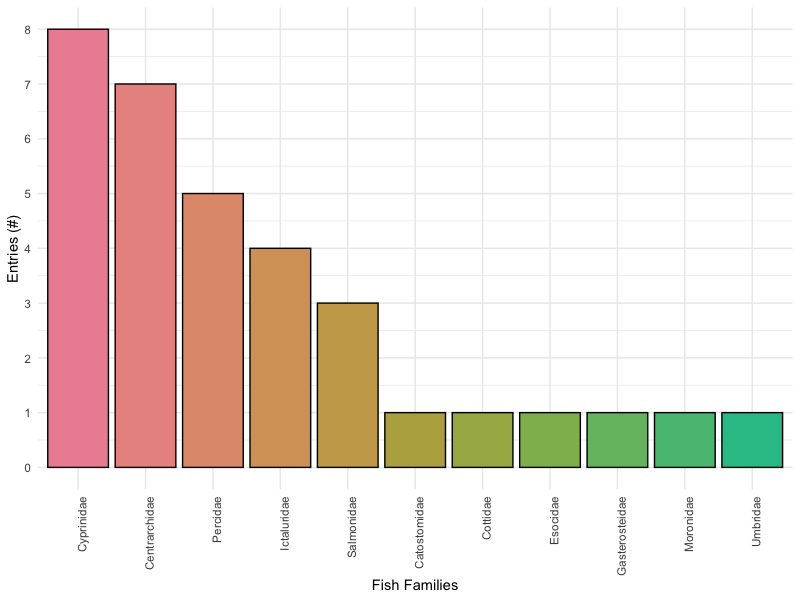 8
7
6
5
4
3
2
1
0
Entries (#)
Cyprinidae
Centrarchidae
Percidae
Ictaluridae
Salmonidae
Catostomidae
Cottidae
Esocidae
Gasterosteidae
Moronidae
Umbridae
Fish Families